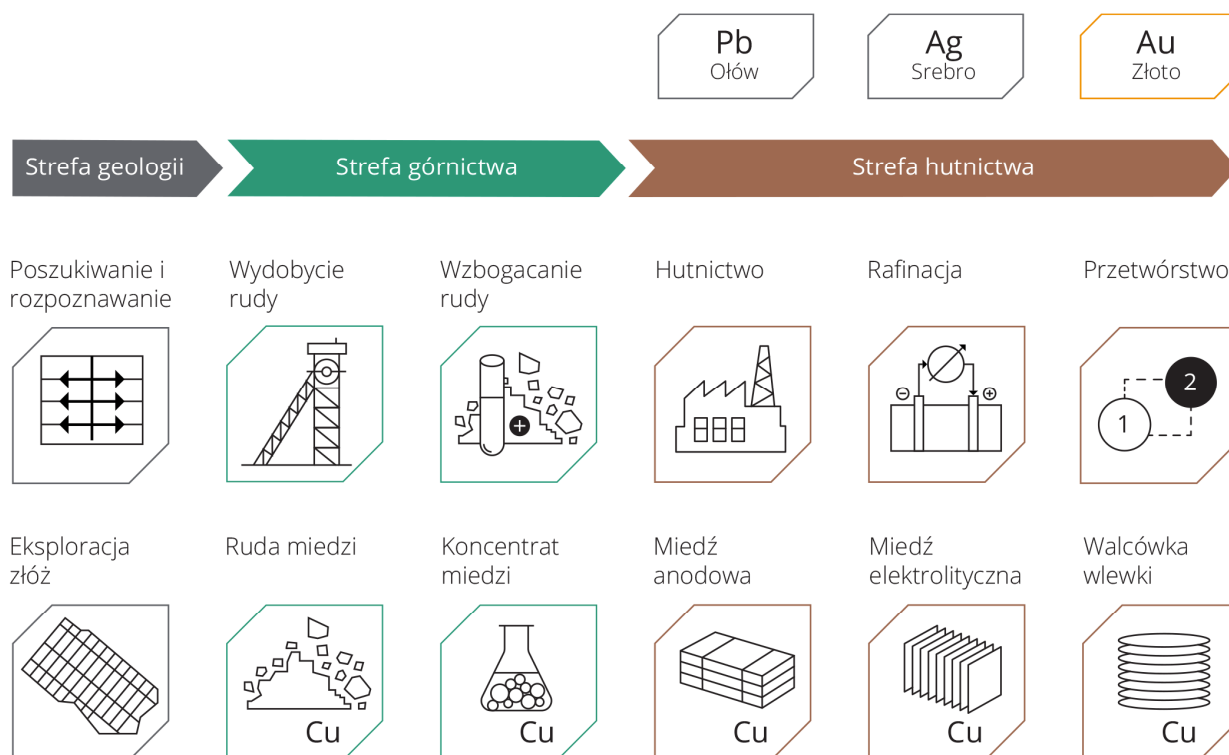 Pb
Ołów
Ag
Srebro
Au
Złoto
Strefa geologii
Strefa górnictwa
Strefa hutnictwa
Poszukiwanie i
rozpoznawanie
Wydobycie
rudy
Wzbogacanie
rudy
Hutnictwo
Rafinacja
Przetwórstwo
+
−
+
1
2
Eksploracja
złóż
Ruda miedzi
Koncentrat
miedzi
Miedź
anodowa
Miedź
elektrolityczna
Walcówka
wlewki
Cu
Cu
Cu
Cu
Cu